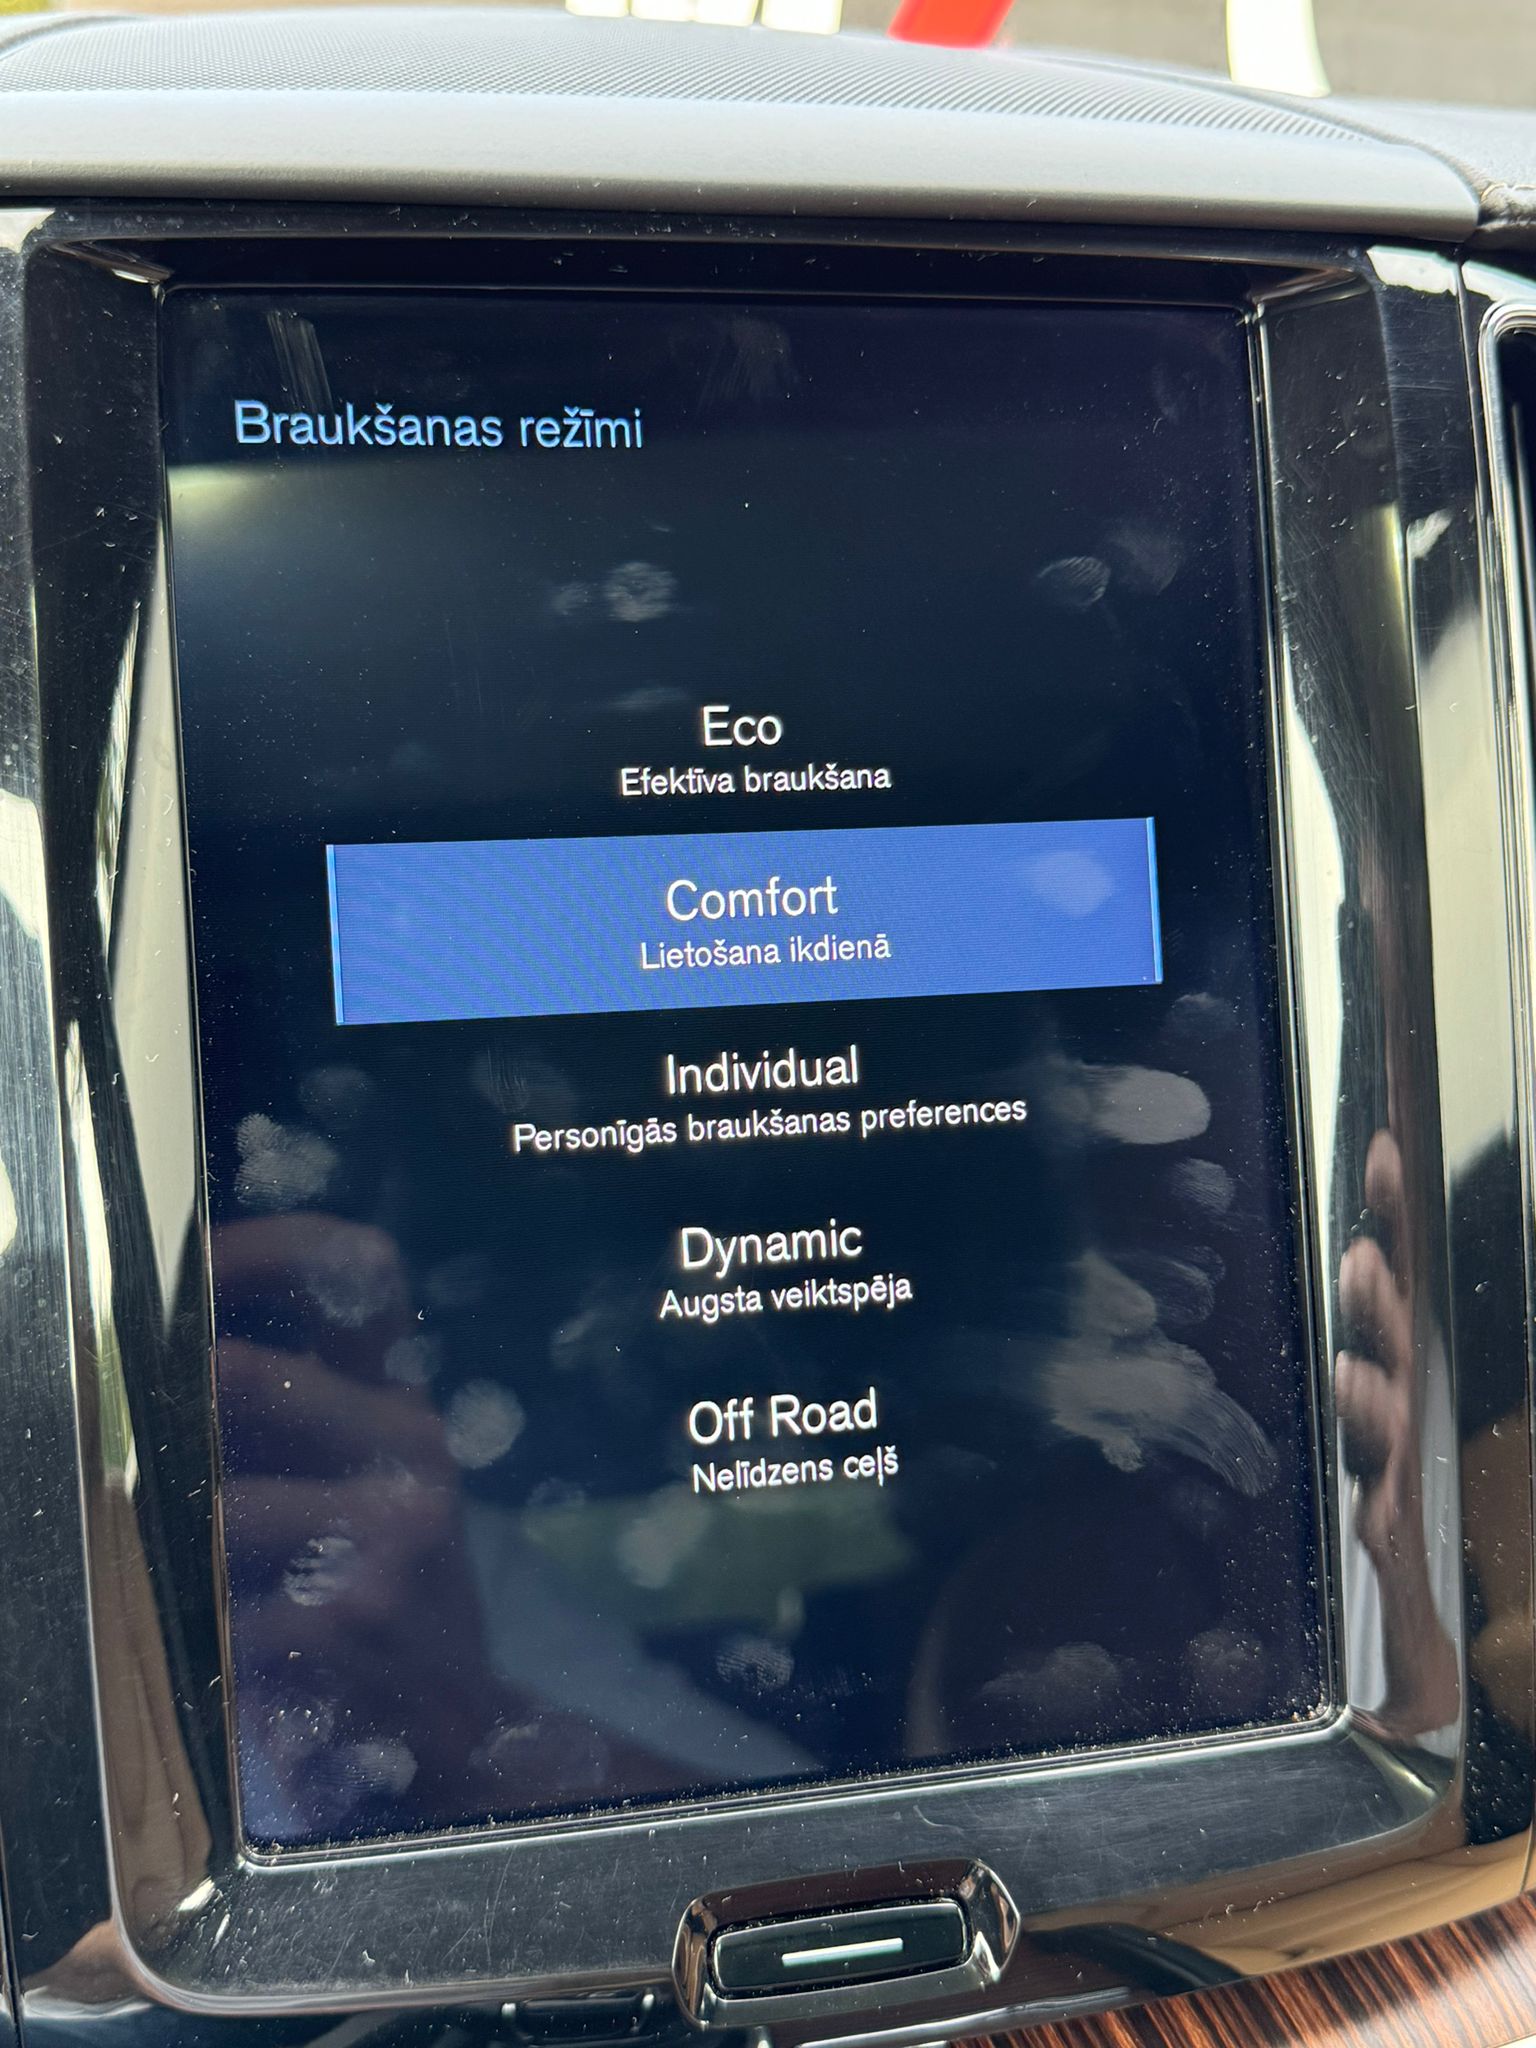 Braukšanas režīmi
Eco
Efektīva braukšana
Comfort
Lietošana ikdienā
Individual
Personīgās braukšanas preferences
Dynamic
Augsta veiktspēja
Off Road
Nelīdzens ceļš